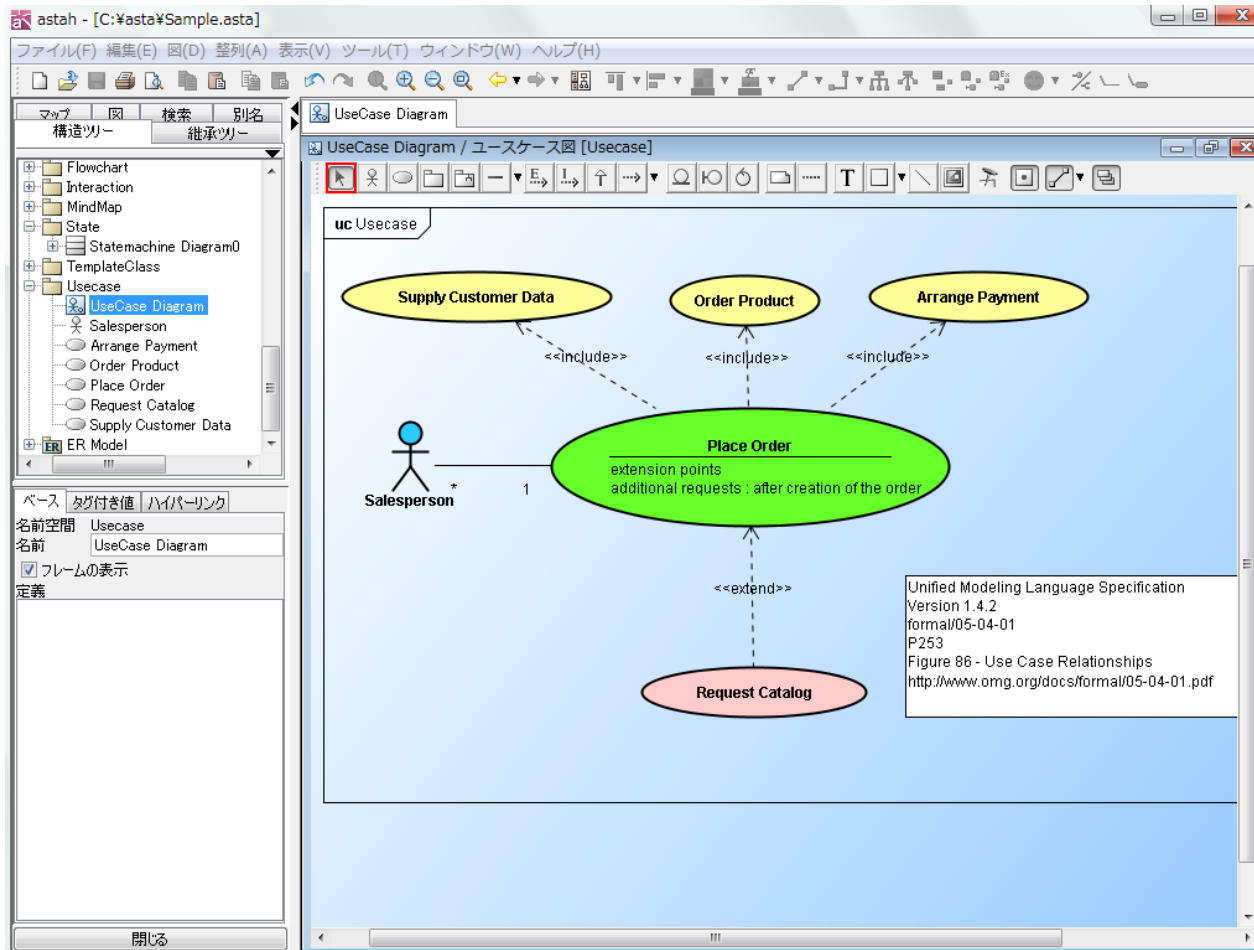 astah - [C:¥asta¥Sample.asta]
ファイル(F) 編集(E) 図(D) 整列(A) 表示(V) ツール(T) ウィンドウ(W) ヘルプ(H)
マップ 図 検索 別名
構造ツリー 継承ツリー
Flowchart
Interaction
MindMap
State
Statemachine Diagram0
TemplateClass
Usecase
UseCase Diagram
Salesperson
Arrange Payment
Order Product
Place Order
Request Catalog
Supply Customer Data
ER ER Model
ベース タグ付き値 ハイパーリンク
名前空間 Usecase
名前 UseCase Diagram
フレームの表示
定義
閉じる
UseCase Diagram
UseCase Diagram / ユースケース図 [Usecase]
E I T
uc Usecase
Supply Customer Data Order Product Arrange Payment
<<include>> <<include>> <<include>>
Place Order
extension points
additional requests : after creation of the order
* 1
Salesperson
<<extend>>
Request Catalog
Unified Modeling Language Specification
Version 1.4.2
formal/05-04-01
P253
Figure 86 - Use Case Relationships
http://www.omg.org/docs/formal/05-04-01.pdf